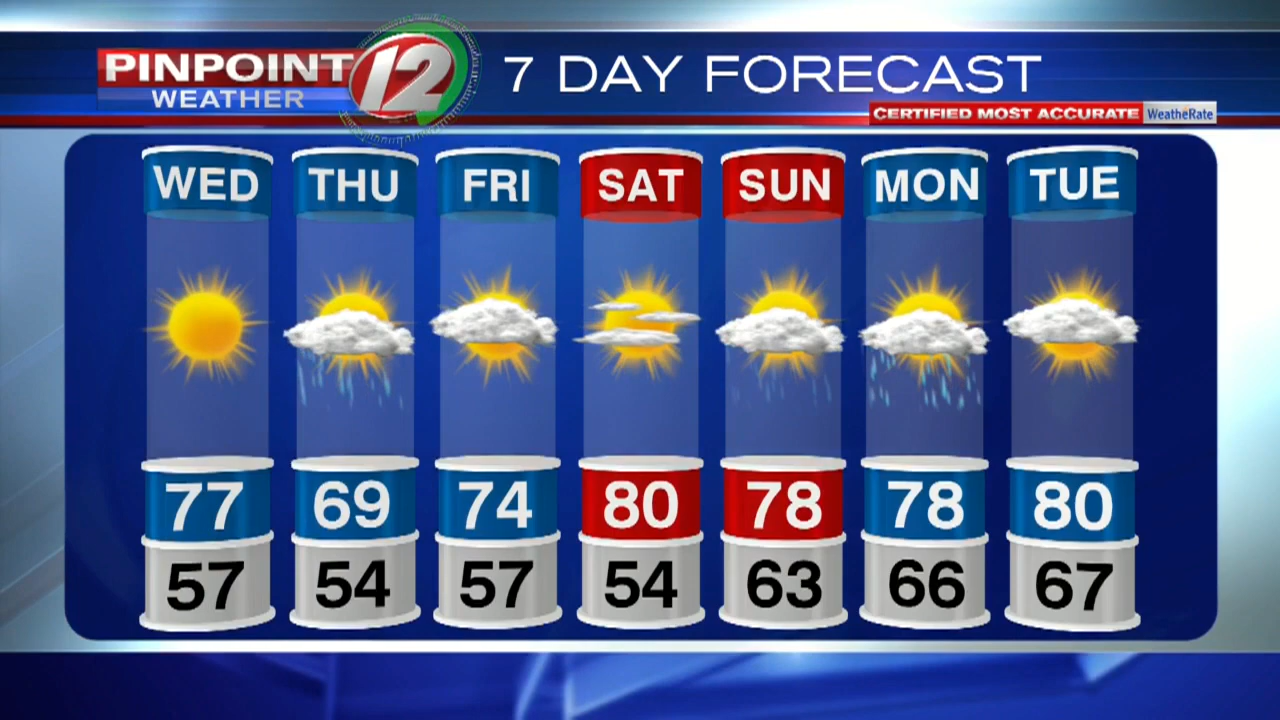 PINPOINT
WEATHER
12
7 DAY FORECAST
CERTIFIED MOST ACCURATE WeatheRate
WED THU FRI SAT SUN MON TUE
77 69 74 80 78 78 80
57 54 57 54 63 66 67